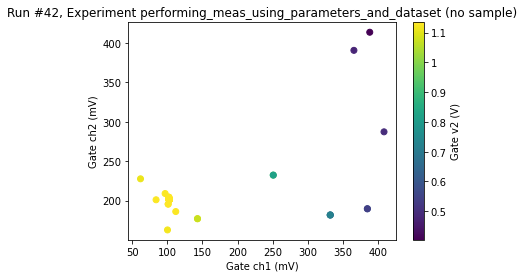 Run #42, Experiment performing_meas_using_parameters_and_dataset (no sample)
400
350
300
250
200
Gate ch2 (mV)
50 100 150 200 250 300 350 400
Gate ch1 (mV)
1.1
1
0.9
0.8
0.7
0.6
0.5
Gate v2 (V)